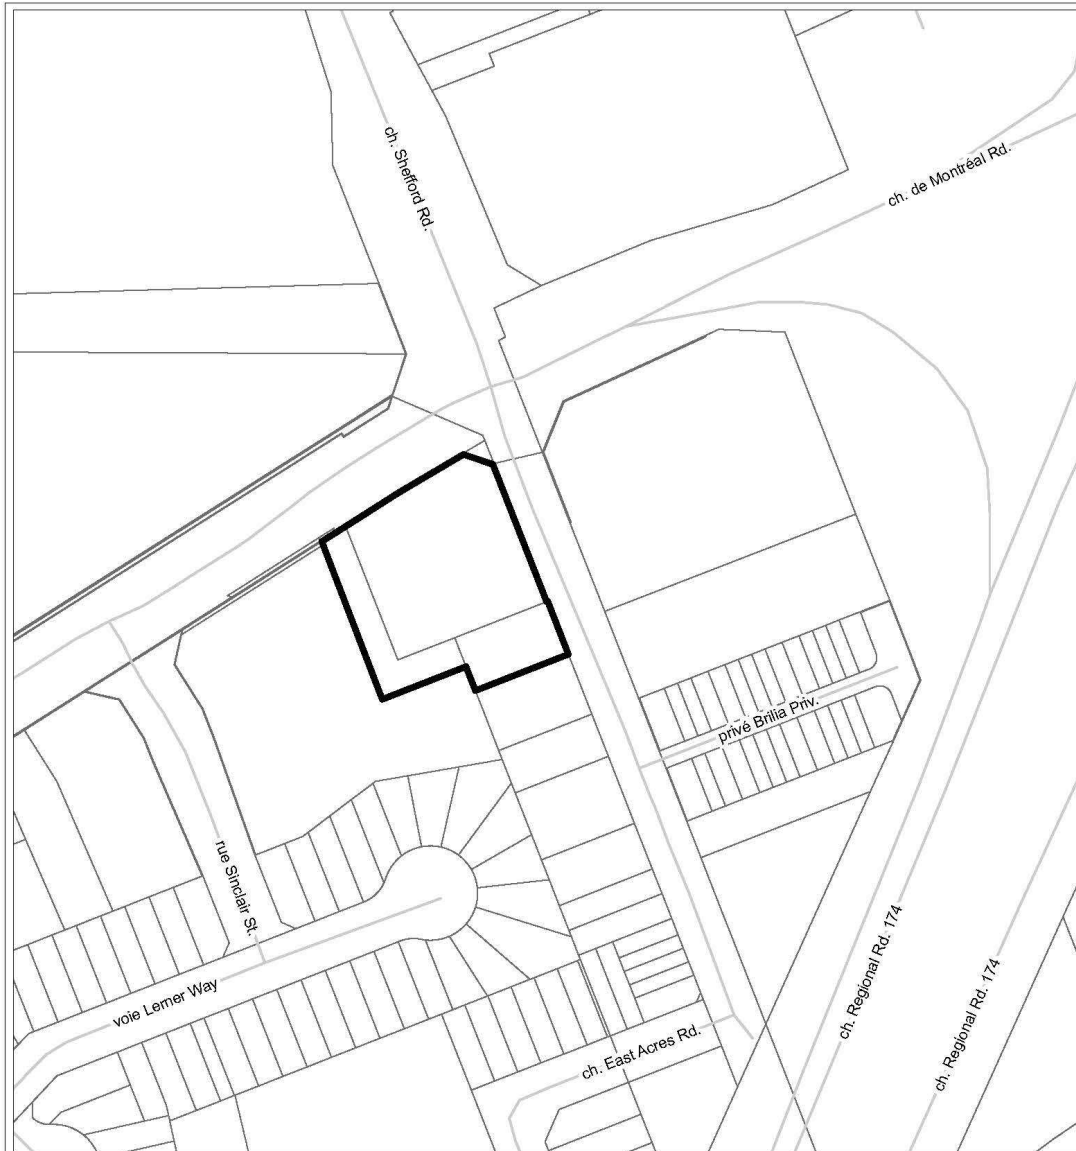 ch. Shefford Rd.
ch. de Montréal Rd.
privé Brilia Priv.
rue Sinclair St.
voie Lerner Way
ch. East Acres Rd.
ch. Regional Rd. 174
ch. Regional Rd. 174